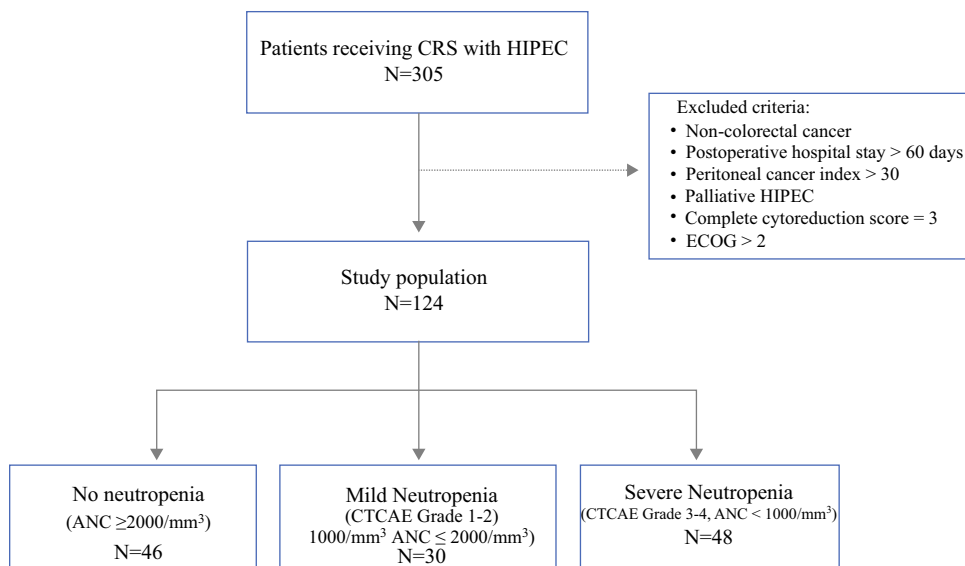 Patients receiving CRS with HIPEC
N=305
Excluded criteria:
• Non-colorectal cancer
• Postoperative hospital stay > 60 days
• Peritoneal cancer index > 30
• Palliative HIPEC
• Complete cytoreduction score = 3
• ECOG > 2
Study population
N=124
No neutropenia
(ANC ≥2000/mm³)
N=46
Mild Neutropenia
(CTCAE Grade 1-2)
1000/mm³ ANC ≤ 2000/mm³)
N=30
Severe Neutropenia
(CTCAE Grade 3-4, ANC < 1000/mm³)
N=48